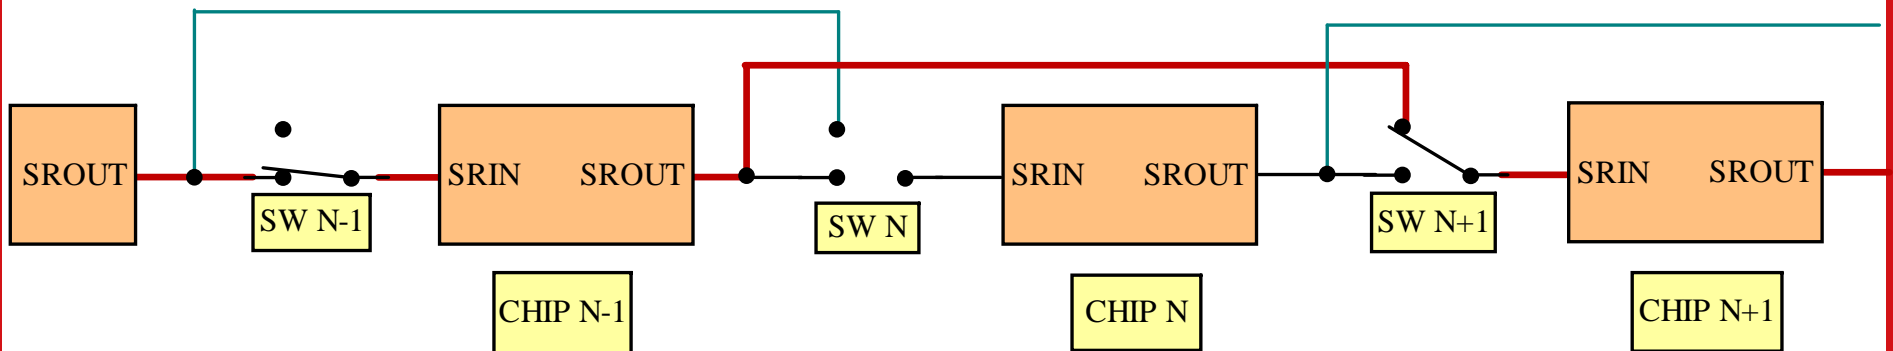 SROUT
SRIN SROUT
SRIN SROUT
SRIN SROUT
SW N-1
SW N
SW N+1
CHIP N-1
CHIP N
CHIP N+1